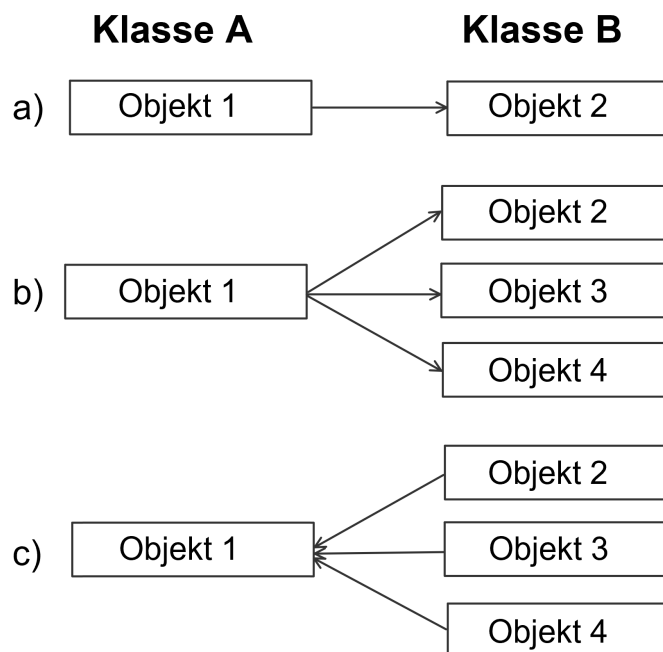 Klasse A Klasse B
a) Objekt 1 Objekt 2
Objekt 2
b) Objekt 1 Objekt 3
Objekt 4
Objekt 2
c) Objekt 1 Objekt 3
Objekt 4